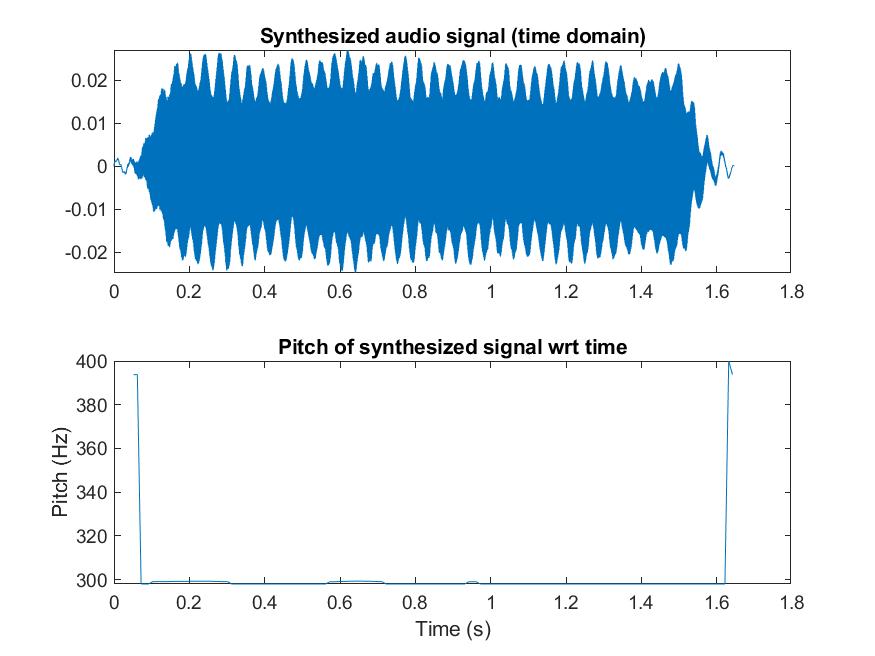 Synthesized audio signal (time domain)
0.02
0.01
0
-0.01
-0.02
0 0.2 0.4 0.6 0.8 1 1.2 1.4 1.6 1.8
Pitch of synthesized signal wrt time
400
380
360
340
320
300
Pitch (Hz)
0 0.2 0.4 0.6 0.8 1 1.2 1.4 1.6 1.8
Time (s)